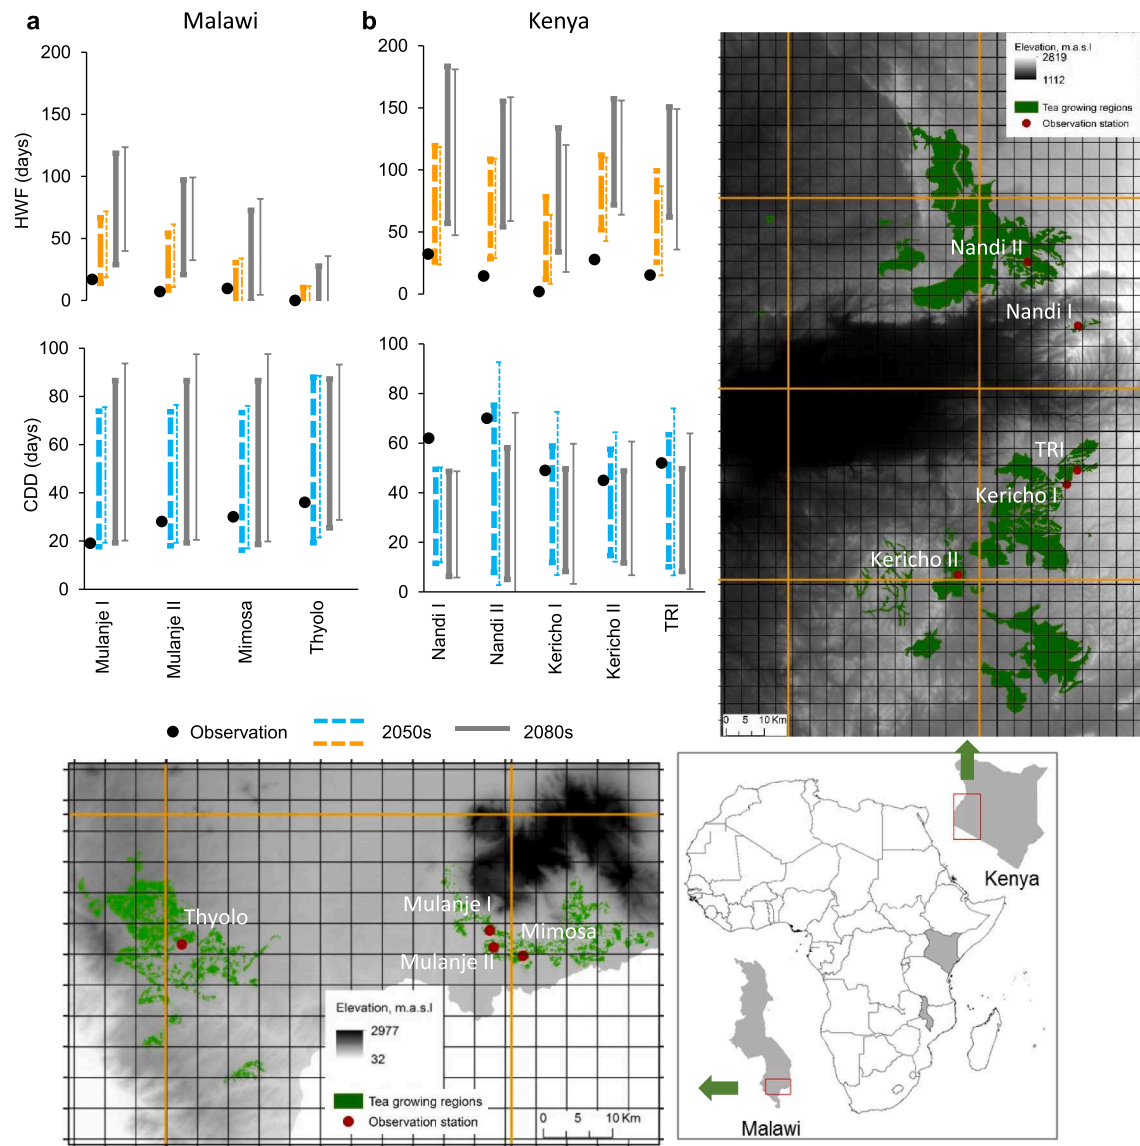 a Malawi
b Kenya
HWF (days)
200
150
100
50
0
200
150
100
50
0
CDD (days)
100
80
60
40
20
0
100
80
60
40
20
0
Mulanje I
Mulanje II
Mimosa
Thyolo
Nandi I
Nandi II
Kericho I
Kericho II
TRI
Observation
2050s
2080s
Elevation, m.a.s.l
2819
1112
Tea growing regions
Observation station
Nandi II
Nandi I
TRI
Kericho I
Kericho II
0 5 10 Km
Thyolo
Mulanje I
Mimosa
Mulanje II
Elevation, m.a.s.l
2977
32
Tea growing regions
Observation station
0 5 10 Km
Kenya
Malawi